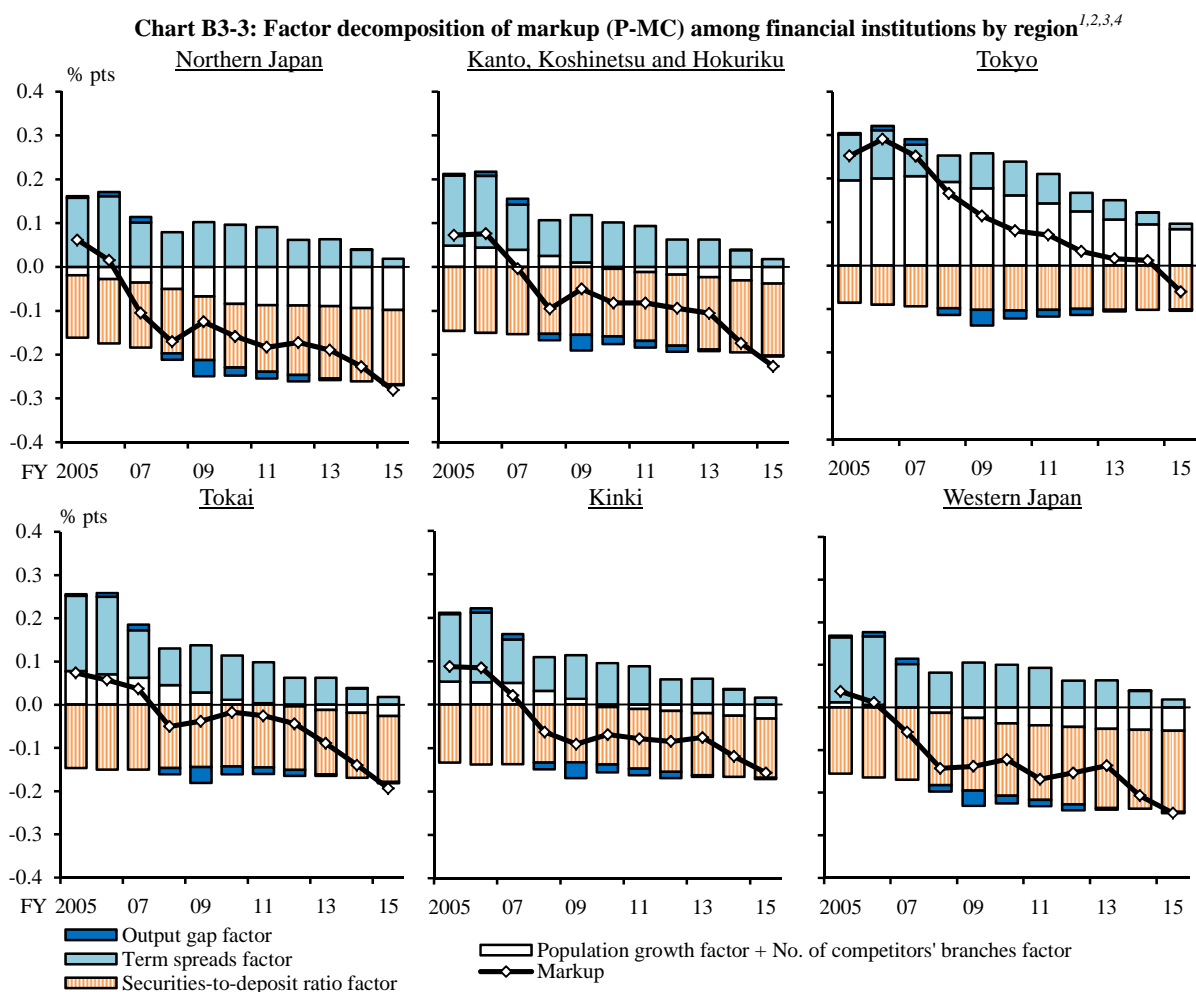 Chart B3-3: Factor decomposition of markup (P-MC) among financial institutions by region1,2,3,4
Northern Japan
Kanto, Koshinetsu and Hokuriku
Tokyo
% pts
0.4
0.3
0.2
0.1
0.0
-0.1
-0.2
-0.3
-0.4
FY 2005 07 09 11 13 15
2005 07 09 11 13 15
2005 07 09 11 13 15
Tokai
Kinki
Western Japan
% pts
0.4
0.3
0.2
0.1
0.0
-0.1
-0.2
-0.3
-0.4
FY 2005 07 09 11 13 15
2005 07 09 11 13 15
2005 07 09 11 13 15
Output gap factor
Term spreads factor
Securities-to-deposit ratio factor
Population growth factor + No. of competitors' branches factor
Markup